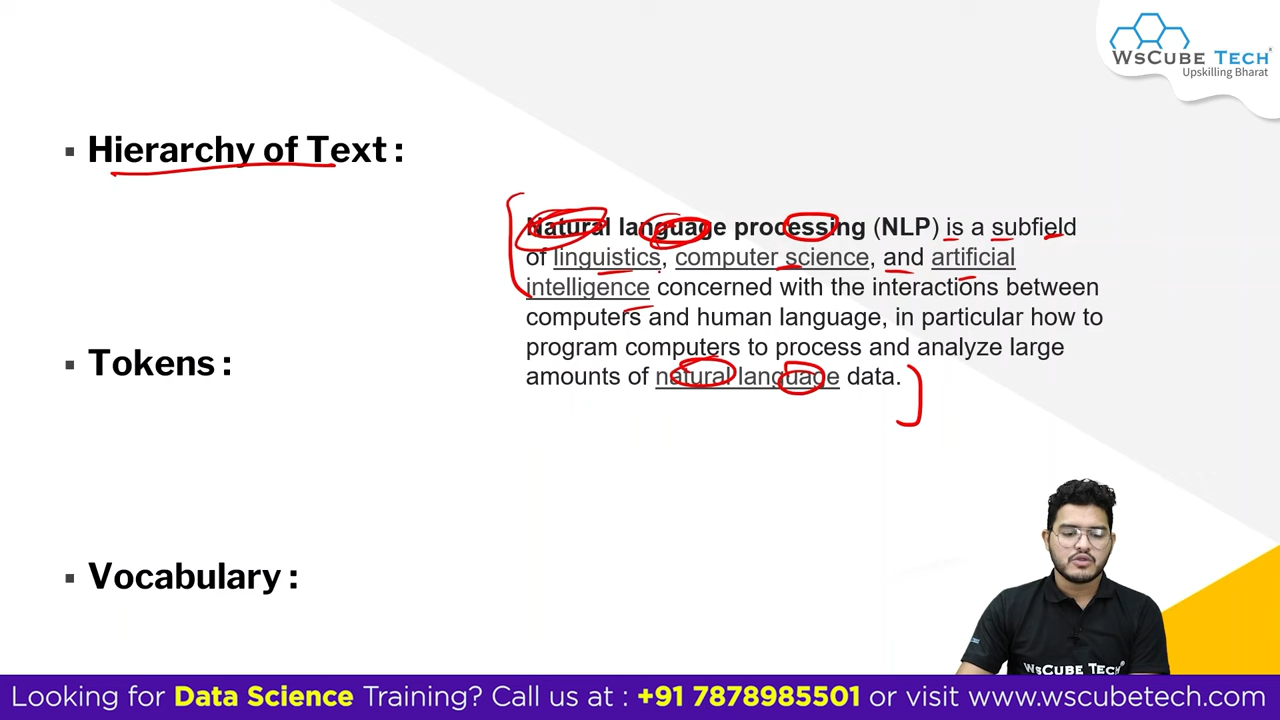 WSCUBE TECH
Upskilling Bharat
▪ Hierarchy of Text :
Natural language processing (NLP) is a subfield
of linguistics, computer science, and artificial
intelligence concerned with the interactions between
computers and human language, in particular how to
program computers to process and analyze large
amounts of natural language data.
▪ Tokens :
▪ Vocabulary :
WSCUBE TECH
Looking for Data Science Training? Call us at : +91 7878985501 or visit www.wscubetech.com